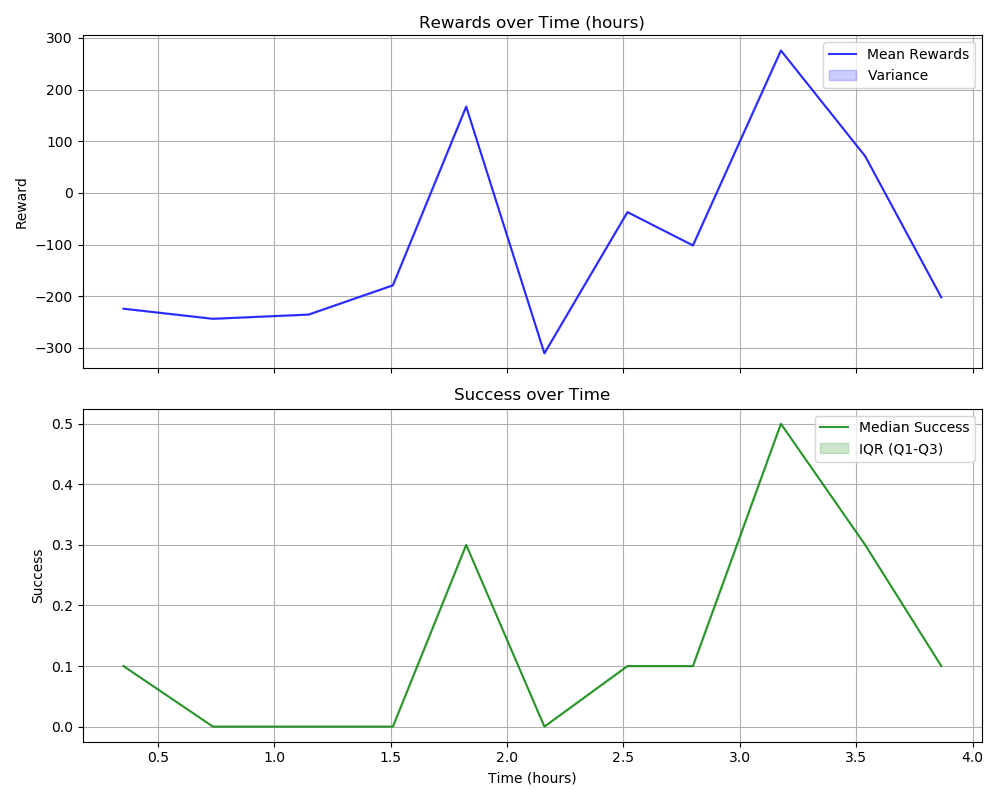 Rewards over Time (hours)
300
200
100
0
−100
−200
−300
Reward
Mean Rewards
Variance
Success over Time
0.5
0.4
0.3
0.2
0.1
0.0
Success
Median Success
IQR (Q1-Q3)
0.5 1.0 1.5 2.0 2.5 3.0 3.5 4.0
Time (hours)